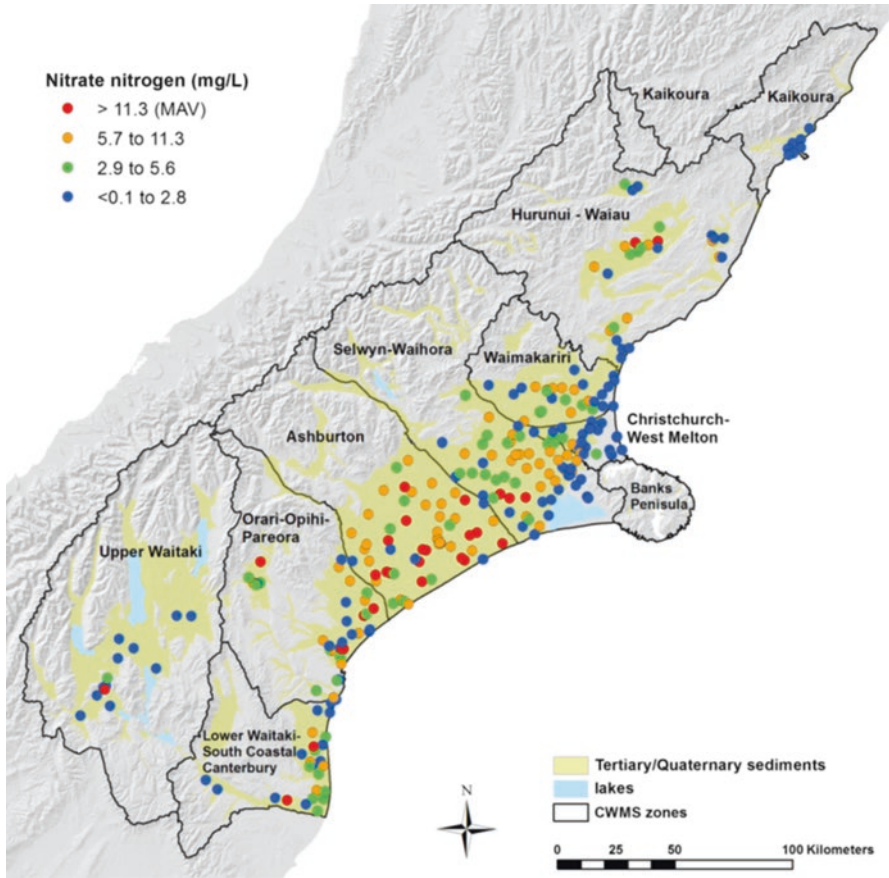 Nitrate nitrogen (mg/L)
> 11.3 (MAV)
5.7 to 11.3
2.9 to 5.6
<0.1 to 2.8
Kaikoura
Kaikoura
Hurunui - Waiau
Selwyn-Waihora
Waimakariri
Christchurch-
West Melton
Ashburton
Banks
Penisula
Orari-Opihi-
Pareora
Upper Waitaki
Lower Waitaki-
South Coastal
Canterbury
N
Tertiary/Quaternary sediments
lakes
CWMS zones
0 25 50 100 Kilometers